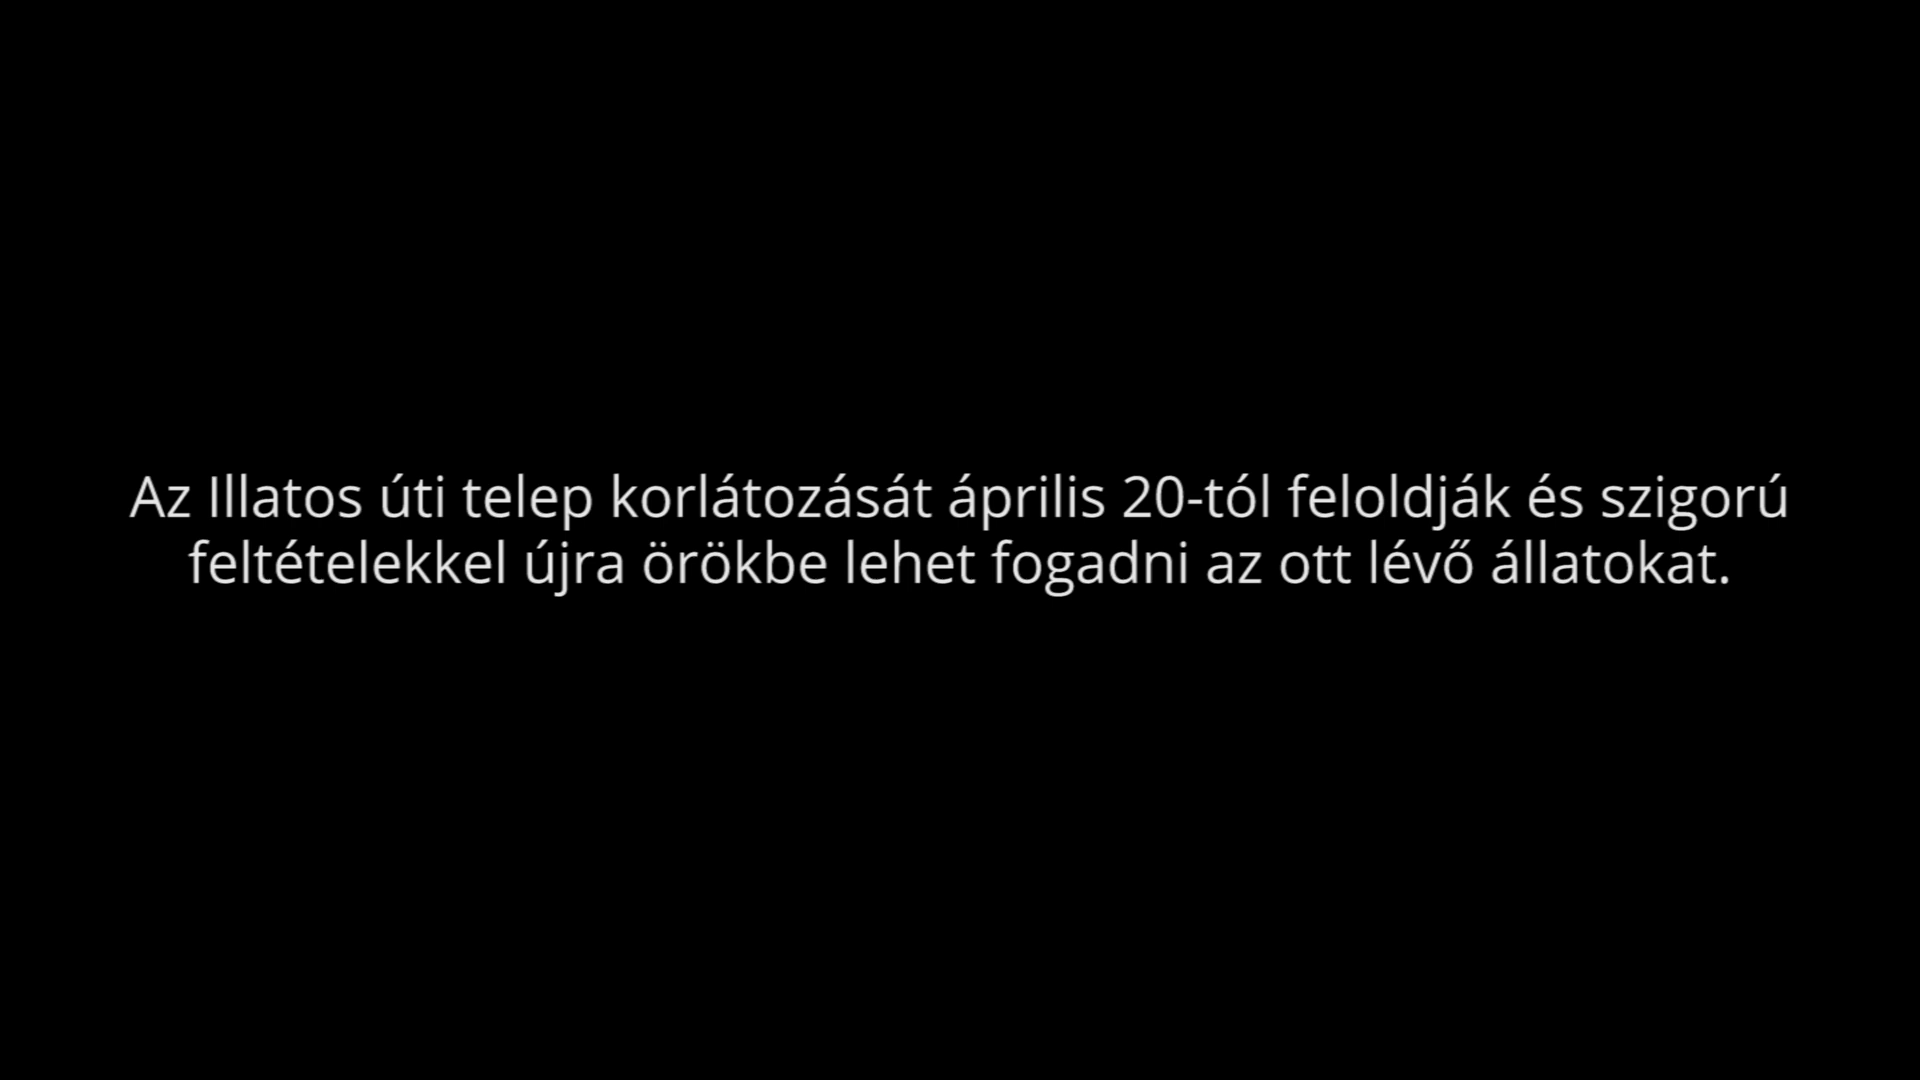 Az Illatos úti telep korlátozását április 20-tól feloldják és szigorú
feltételekkel újra örökbe lehet fogadni az ott lévő állatokat.